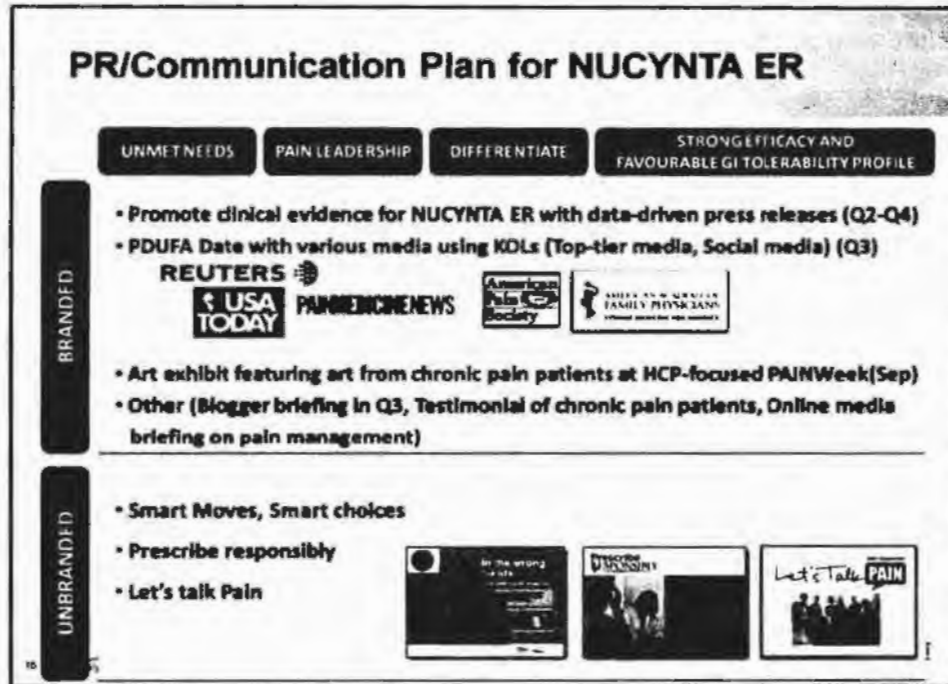 PR/Communication Plan for NUCYNTA ER
UNMET NEEDS
PAIN LEADERSHIP
DIFFERENTIATE
STRONG EFFICACY AND
FAVOURABLE GI TOLERABILITY PROFILE
BRANDED
• Promote clinical evidence for NUCYNTA ER with data-driven press releases (Q2-Q4)
• PDUFA Date with various media using KOLs (Top-tier media, Social media) (Q3)
REUTERS
USA
TODAY
PAINMEDICINENEWS
American
Pain
Society
FAMILY PHYSICIANS
• Art exhibit featuring art from chronic pain patients at HCP-focused PAINWeek(Sep)
• Other (Blogger briefing in Q3, Testimonial of chronic pain patients, Online media
briefing on pain management)
UNBRANDED
• Smart Moves, Smart choices
• Prescribe responsibly
• Let's talk Pain
In the wrong
Prescribe
Let's Talk PAIN